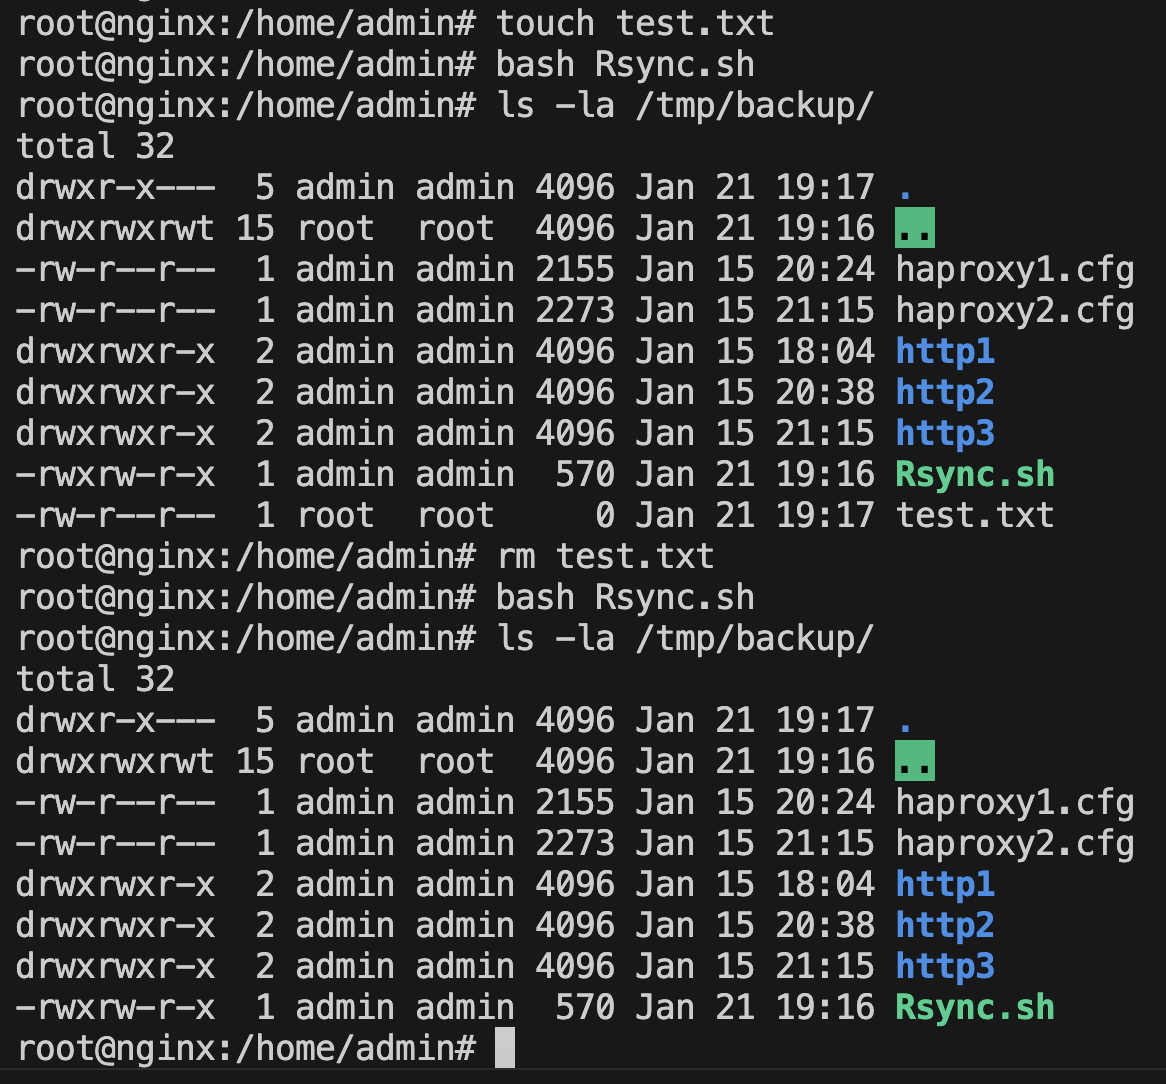 root@nginx:/home/admin# touch test.txt
root@nginx:/home/admin# bash Rsync.sh
root@nginx:/home/admin# ls -la /tmp/backup/
total 32
drwxr-x---  5 admin admin 4096 Jan 21 19:17 .
drwxrwxrwt 15 root  root  4096 Jan 21 19:16 ..
-rw-r--r--  1 admin admin 2155 Jan 15 20:24 haproxy1.cfg
-rw-r--r--  1 admin admin 2273 Jan 15 21:15 haproxy2.cfg
drwxrwxr-x  2 admin admin 4096 Jan 15 18:04 http1
drwxrwxr-x  2 admin admin 4096 Jan 15 20:38 http2
drwxrwxr-x  2 admin admin 4096 Jan 15 21:15 http3
-rwxrw-r-x  1 admin admin  570 Jan 21 19:16 Rsync.sh
-rw-r--r--  1 root  root     0 Jan 21 19:17 test.txt
root@nginx:/home/admin# rm test.txt
root@nginx:/home/admin# bash Rsync.sh
root@nginx:/home/admin# ls -la /tmp/backup/
total 32
drwxr-x---  5 admin admin 4096 Jan 21 19:17 .
drwxrwxrwt 15 root  root  4096 Jan 21 19:16 ..
-rw-r--r--  1 admin admin 2155 Jan 15 20:24 haproxy1.cfg
-rw-r--r--  1 admin admin 2273 Jan 15 21:15 haproxy2.cfg
drwxrwxr-x  2 admin admin 4096 Jan 15 18:04 http1
drwxrwxr-x  2 admin admin 4096 Jan 15 20:38 http2
drwxrwxr-x  2 admin admin 4096 Jan 15 21:15 http3
-rwxrw-r-x  1 admin admin  570 Jan 21 19:16 Rsync.sh
root@nginx:/home/admin#